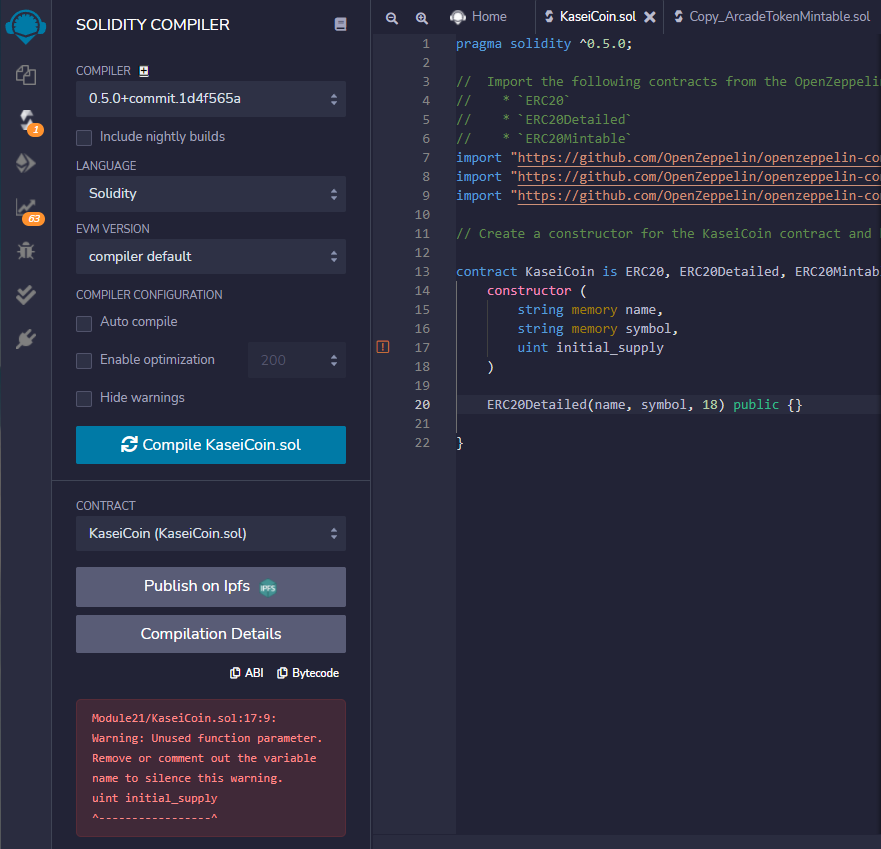 SOLIDITY COMPILER
COMPILER
0.5.0+commit.1d4f565a
Include nightly builds
LANGUAGE
Solidity
EVM VERSION
compiler default
COMPILER CONFIGURATION
Auto compile
Enable optimization
200
Hide warnings
Compile KaseiCoin.sol
CONTRACT
KaseiCoin (KaseiCoin.sol)
Publish on Ipfs
IPFS
Compilation Details
ABI
Bytecode
Module21/KaseiCoin.sol:17:9:
Warning: Unused function parameter.
Remove or comment out the variable
name to silence this warning.
uint initial_supply
^-----------------^
1
63
Home
KaseiCoin.sol
Copy_ArcadeTokenMintable.sol
1 pragma solidity ^0.5.0;
2
3 //  Import the following contracts from the OpenZeppelin
4 //    * `ERC20`
5 //    * `ERC20Detailed`
6 //    * `ERC20Mintable`
7 import "https://github.com/OpenZeppelin/openzeppelin-co
8 import "https://github.com/OpenZeppelin/openzeppelin-co
9 import "https://github.com/OpenZeppelin/openzeppelin-co
10
11 // Create a constructor for the KaseiCoin contract and
12
13 contract KaseiCoin is ERC20, ERC20Detailed, ERC20Mintab
14     constructor (
15         string memory name,
16         string memory symbol,
17         uint initial_supply
18     )
19
20     ERC20Detailed(name, symbol, 18) public {}
21
22 }